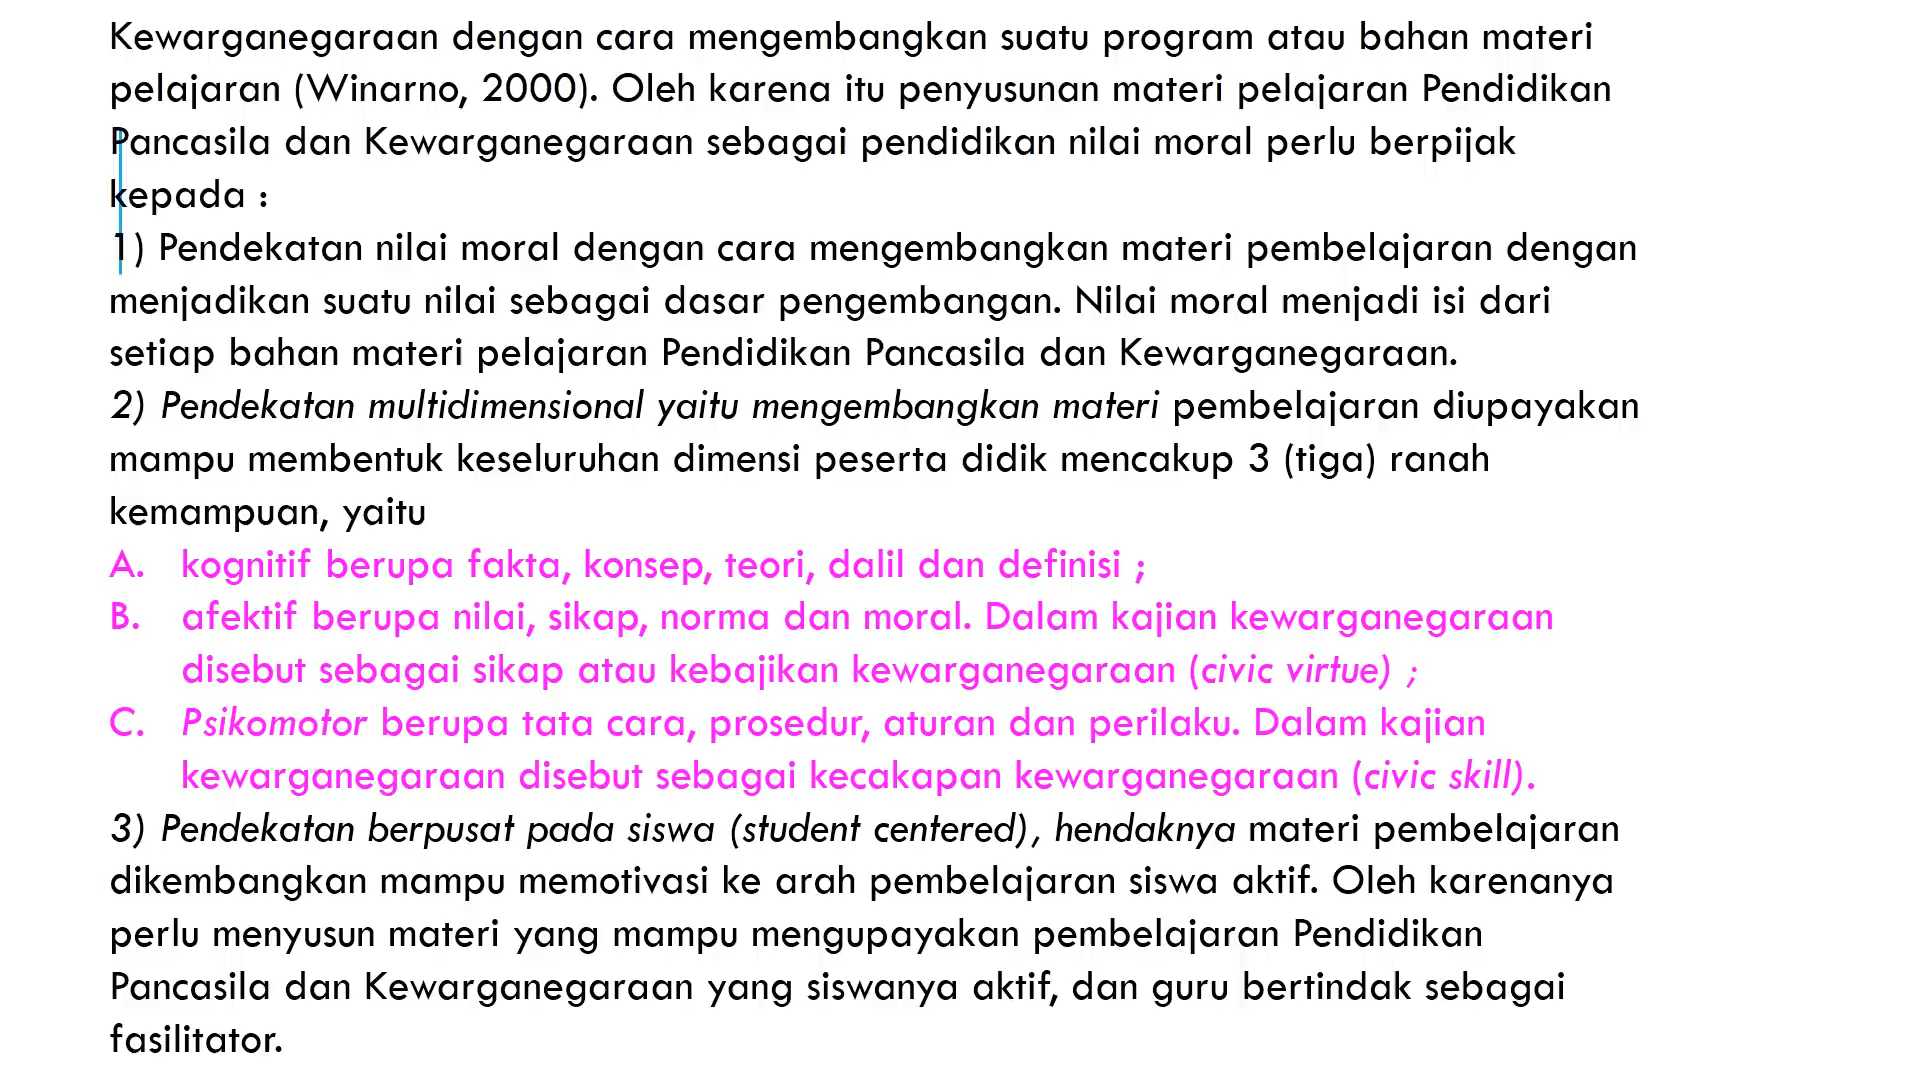 Kewarganegaraan dengan cara mengembangkan suatu program atau bahan materi
pelajaran (Winarno, 2000). Oleh karena itu penyusunan materi pelajaran Pendidikan
Pancasila dan Kewarganegaraan sebagai pendidikan nilai moral perlu berpijak
kepada :
1) Pendekatan nilai moral dengan cara mengembangkan materi pembelajaran dengan
menjadikan suatu nilai sebagai dasar pengembangan. Nilai moral menjadi isi dari
setiap bahan materi pelajaran Pendidikan Pancasila dan Kewarganegaraan.
2) Pendekatan multidimensional yaitu mengembangkan materi pembelajaran diupayakan
mampu membentuk keseluruhan dimensi peserta didik mencakup 3 (tiga) ranah
kemampuan, yaitu
A. kognitif berupa fakta, konsep, teori, dalil dan definisi ;
B. afektif berupa nilai, sikap, norma dan moral. Dalam kajian kewarganegaraan
disebut sebagai sikap atau kebajikan kewarganegaraan (civic virtue) ;
C. Psikomotor berupa tata cara, prosedur, aturan dan perilaku. Dalam kajian
kewarganegaraan disebut sebagai kecakapan kewarganegaraan (civic skill).
3) Pendekatan berpusat pada siswa (student centered), hendaknya materi pembelajaran
dikembangkan mampu memotivasi ke arah pembelajaran siswa aktif. Oleh karenanya
perlu menyusun materi yang mampu mengupayakan pembelajaran Pendidikan
Pancasila dan Kewarganegaraan yang siswanya aktif, dan guru bertindak sebagai
fasilitator.